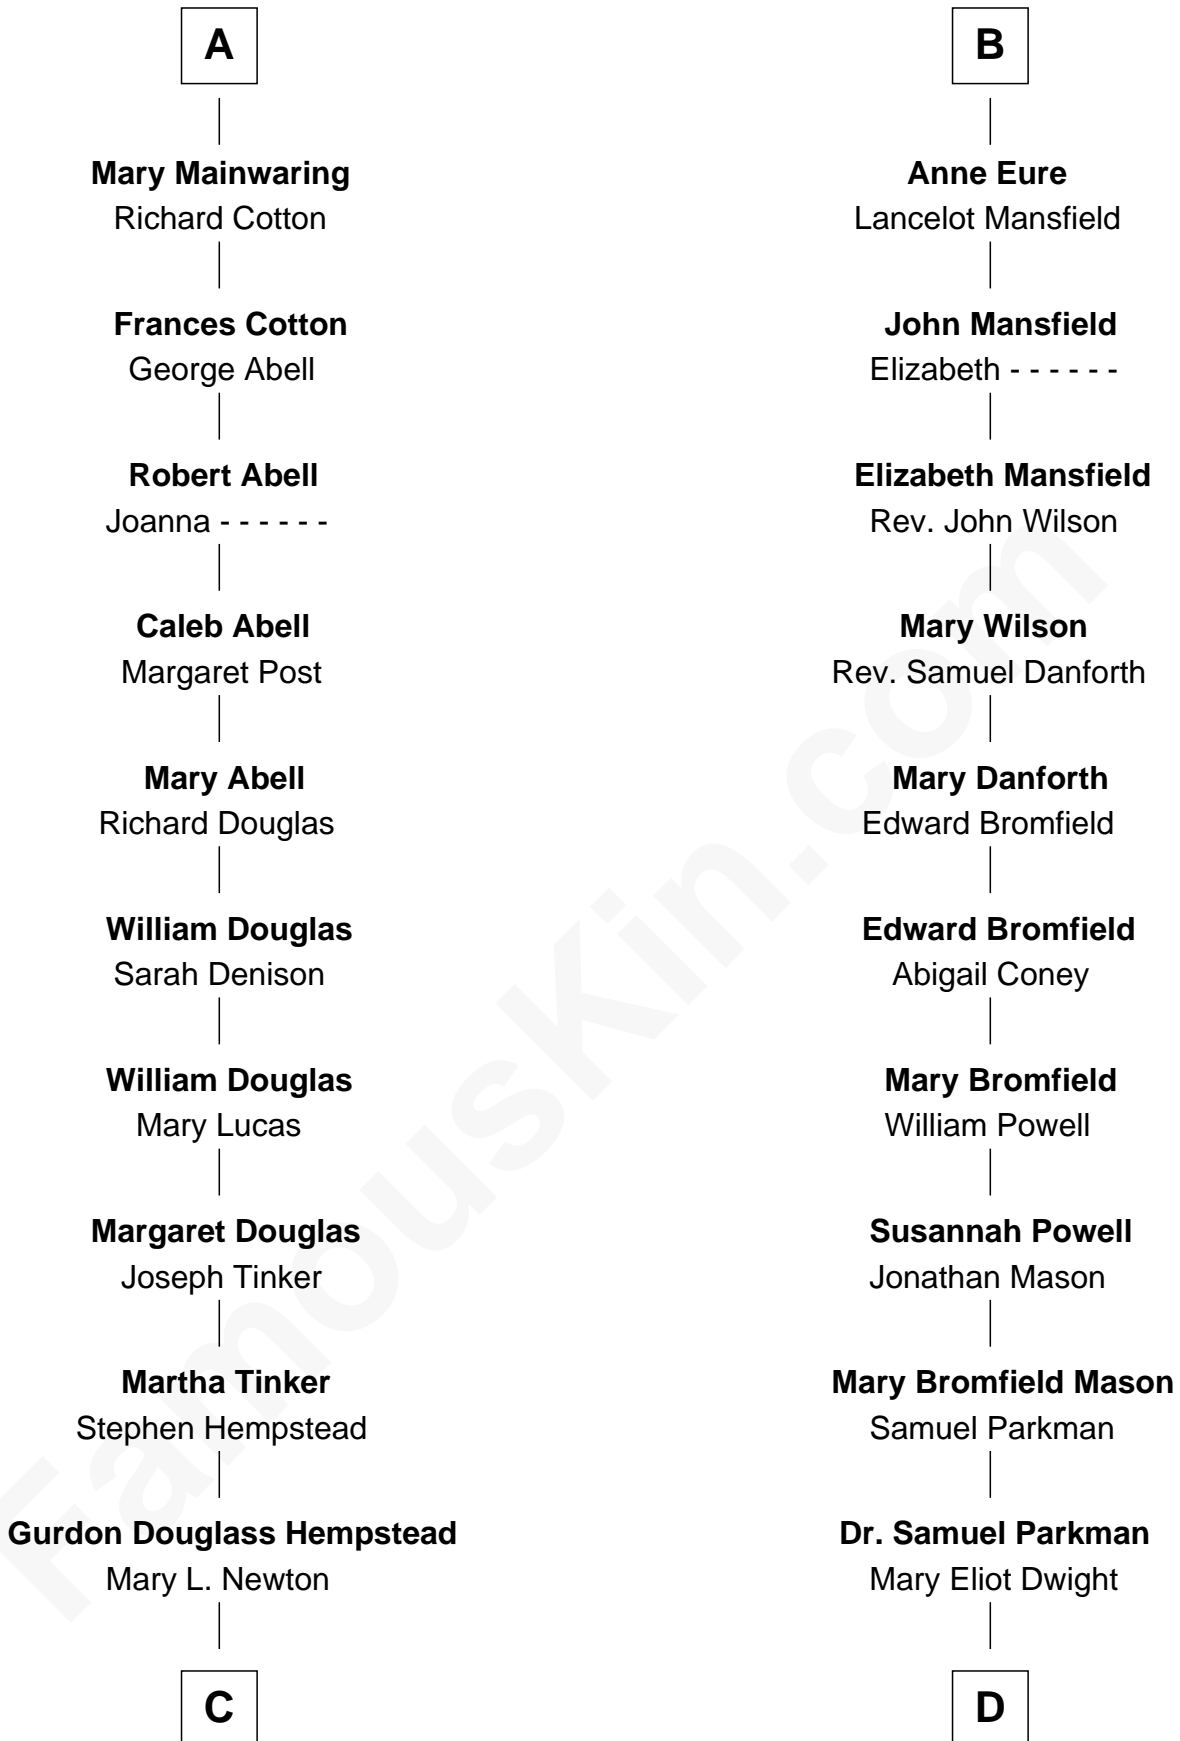 A
Mary Mainwaring
Richard Cotton
Frances Cotton
George Abell
Robert Abell
Joanna - - - - - -
Caleb Abell
Margaret Post
Mary Abell
Richard Douglas
William Douglas
Sarah Denison
William Douglas
Mary Lucas
Margaret Douglas
Joseph Tinker
Martha Tinker
Stephen Hempstead
Gurdon Douglass Hempstead
Mary L. Newton
C
B
Anne Eure
Lancelot Mansfield
John Mansfield
Elizabeth - - - - - -
Elizabeth Mansfield
Rev. John Wilson
Mary Wilson
Rev. Samuel Danforth
Mary Danforth
Edward Bromfield
Edward Bromfield
Abigail Coney
Mary Bromfield
William Powell
Susannah Powell
Jonathan Mason
Mary Bromfield Mason
Samuel Parkman
Dr. Samuel Parkman
Mary Eliot Dwight
D
FamousKin.com